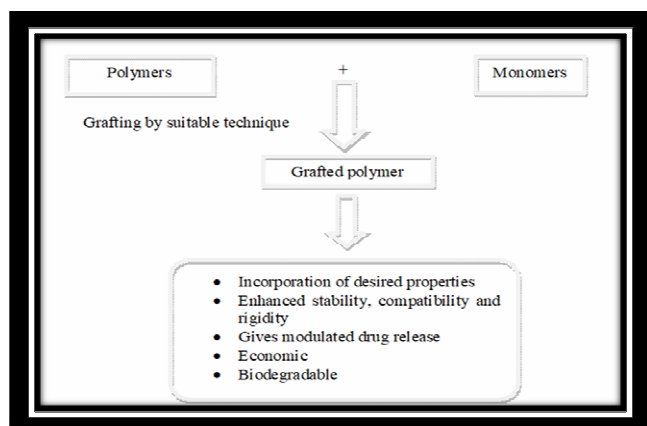 Polymers + Monomers
Grafting by suitable technique
Grafted polymer
• Incorporation of desired properties
• Enhanced stability, compatibility and
rigidity
• Gives modulated drug release
• Economic
• Biodegradable